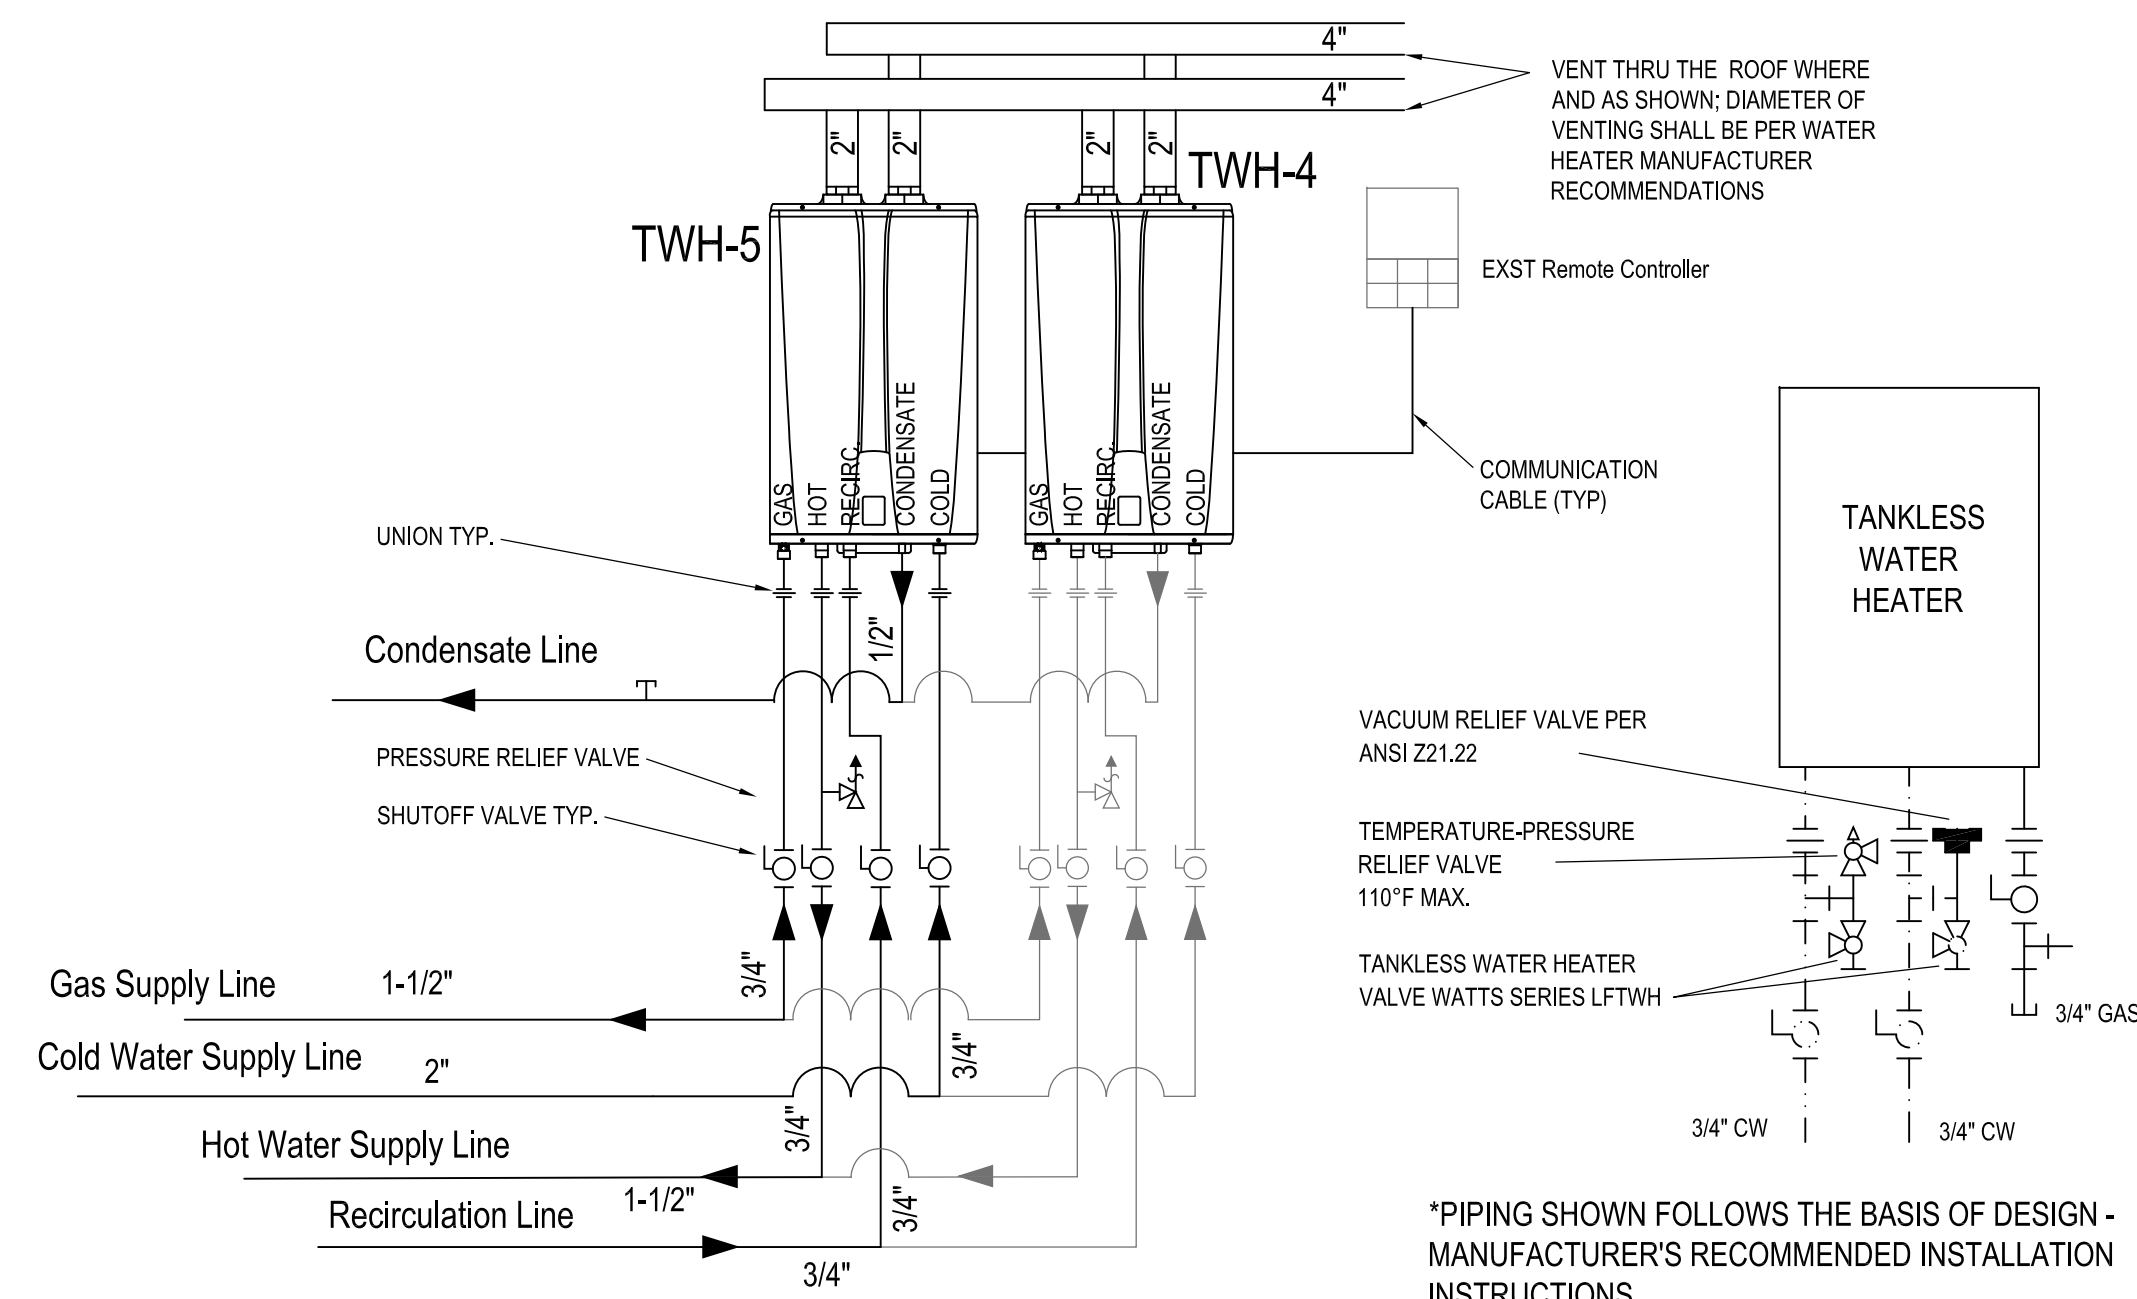 4"
4"
VENT THRU THE ROOF WHERE
AND AS SHOWN; DIAMETER OF
VENTING SHALL BE PER WATER
HEATER MANUFACTURER
RECOMMENDATIONS
2"
2"
2"
2"
TWH-4
TWH-5
EXST Remote Controller
GAS
HOT
RECIRC.
CONDENSATE
COLD
GAS
HOT
RECIRC.
CONDENSATE
COLD
COMMUNICATION
CABLE (TYP)
TANKLESS
WATER
HEATER
UNION TYP.
1/2"
Condensate Line
PRESSURE RELIEF VALVE
SHUTOFF VALVE TYP.
VACUUM RELIEF VALVE PER
ANSI Z21.22
TEMPERATURE-PRESSURE
RELIEF VALVE
110°F MAX.
TANKLESS WATER HEATER
VALVE WATTS SERIES LFTWH
3/4" GAS
Gas Supply Line
1-1/2"
3/4"
Cold Water Supply Line
2"
3/4"
3/4"
Hot Water Supply Line
1-1/2"
3/4"
Recirculation Line
3/4"
3/4" CW
3/4" CW
*PIPING SHOWN FOLLOWS THE BASIS OF DESIGN -
MANUFACTURER'S RECOMMENDED INSTALLATION
INSTRUCTIONS